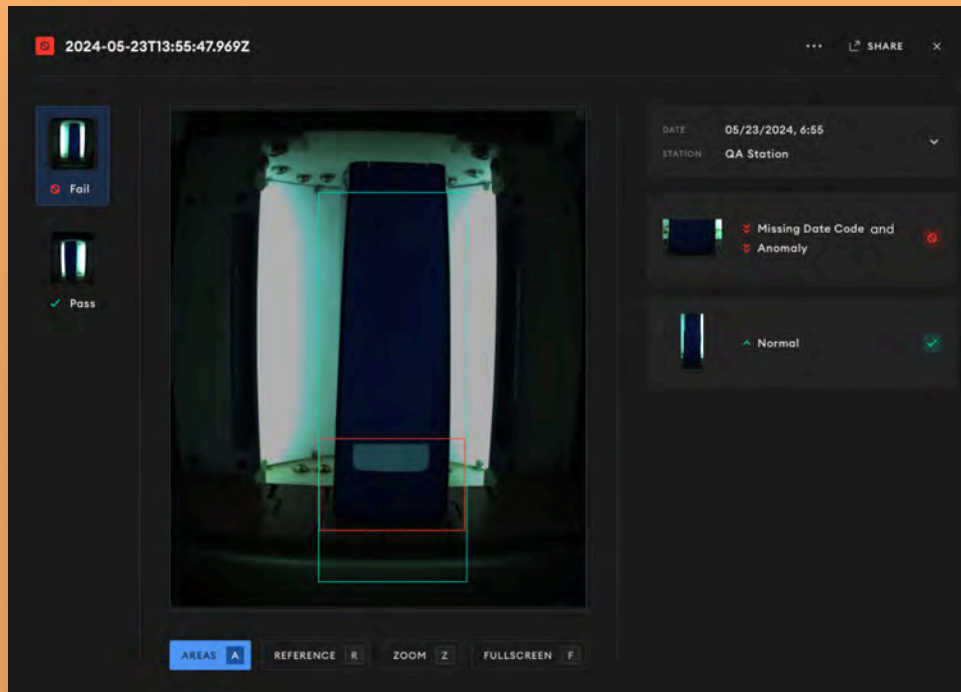 2024-05-23T13:55:47.969Z
SHARE
Fail
Pass
DATE 05/23/2024, 6:55
STATION QA Station
Missing Date Code and
Anomaly
Normal
AREAS A
REFERENCE R
ZOOM Z
FULLSCREEN F